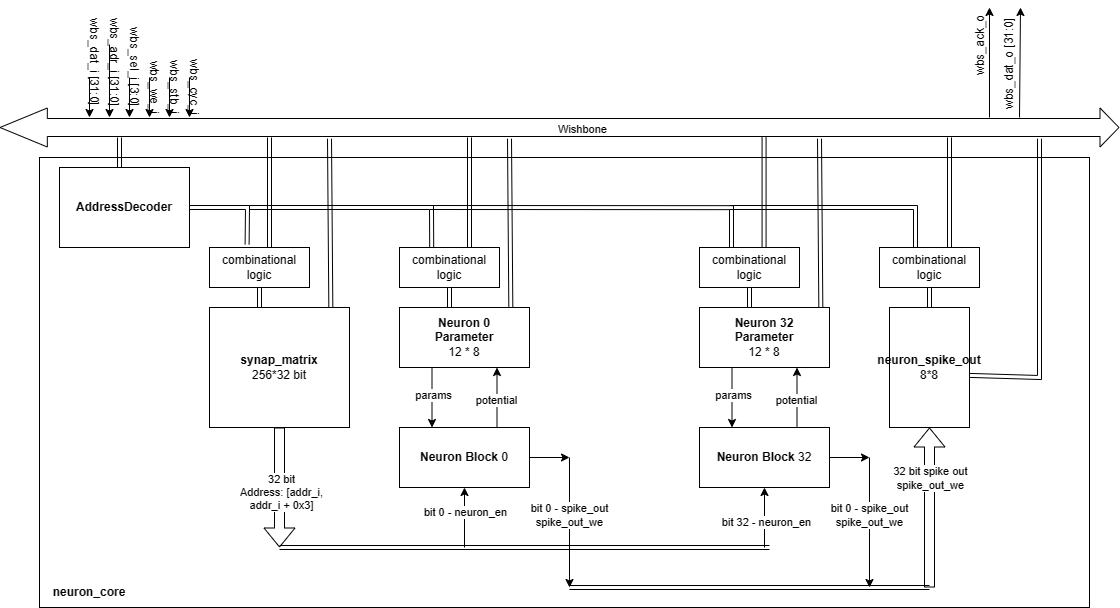 wbs_dat_i [31:0]
wbs_adr_i [31:0]
wbs_sel_i [3:0]
wbs_we_i
wbs_stb_i
wbs_cyc_i
wbs_ack_o
wbs_dat_o [31:0]
Wishbone
AddressDecoder
combinational
logic
combinational
logic
combinational
logic
combinational
logic
synap_matrix
256*32 bit
Neuron 0
Parameter
12 * 8
Neuron 32
Parameter
12 * 8
neuron_spike_out
8*8
params
potential
params
potential
Neuron Block 0
Neuron Block 32
32 bit
Address: [addr_i,
addr_i + 0x3]
bit 0 - neuron_en
bit 0 - spike_out
spike_out_we
bit 32 - neuron_en
bit 0 - spike_out
spike_out_we
32 bit spike out
spike_out_we
neuron_core